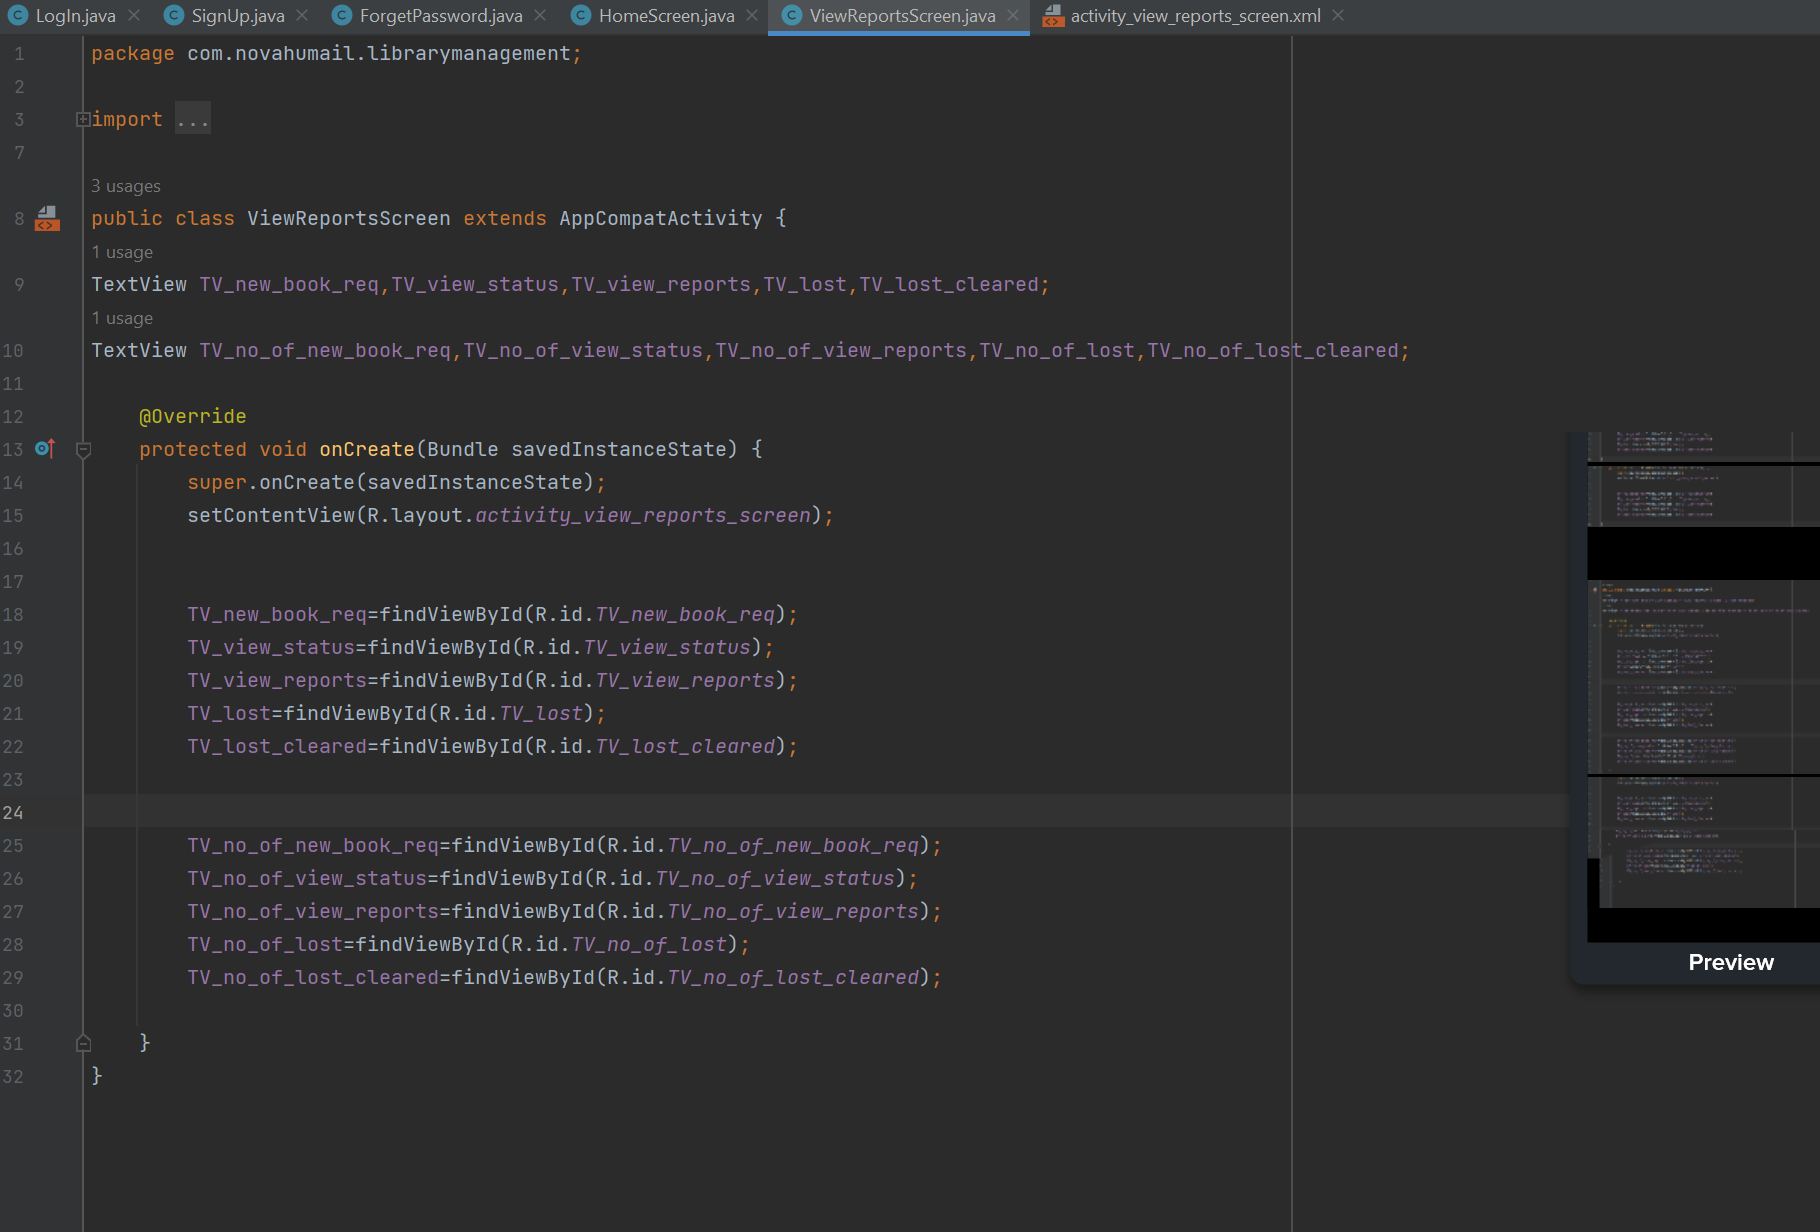 LogIn.java SignUp.java ForgetPassword.java HomeScreen.java ViewReportsScreen.java activity_view_reports_screen.xml
1 package com.novahumail.librarymanagement;
2
3 import ...
7
3 usages
8 public class ViewReportsScreen extends AppCompatActivity {
1 usage
9 TextView TV_new_book_req,TV_view_status,TV_view_reports,TV_lost,TV_lost_cleared;
1 usage
10 TextView TV_no_of_new_book_req,TV_no_of_view_status,TV_no_of_view_reports,TV_no_of_lost,TV_no_of_lost_cleared;
11
12 @Override
13 protected void onCreate(Bundle savedInstanceState) {
14 super.onCreate(savedInstanceState);
15 setContentView(R.layout.activity_view_reports_screen);
16
17
18 TV_new_book_req=findViewById(R.id.TV_new_book_req);
19 TV_view_status=findViewById(R.id.TV_view_status);
20 TV_view_reports=findViewById(R.id.TV_view_reports);
21 TV_lost=findViewById(R.id.TV_lost);
22 TV_lost_cleared=findViewById(R.id.TV_lost_cleared);
23
24
25 TV_no_of_new_book_req=findViewById(R.id.TV_no_of_new_book_req);
26 TV_no_of_view_status=findViewById(R.id.TV_no_of_view_status);
27 TV_no_of_view_reports=findViewById(R.id.TV_no_of_view_reports);
28 TV_no_of_lost=findViewById(R.id.TV_no_of_lost);
29 TV_no_of_lost_cleared=findViewById(R.id.TV_no_of_lost_cleared);
30
31 }
32 }
Preview